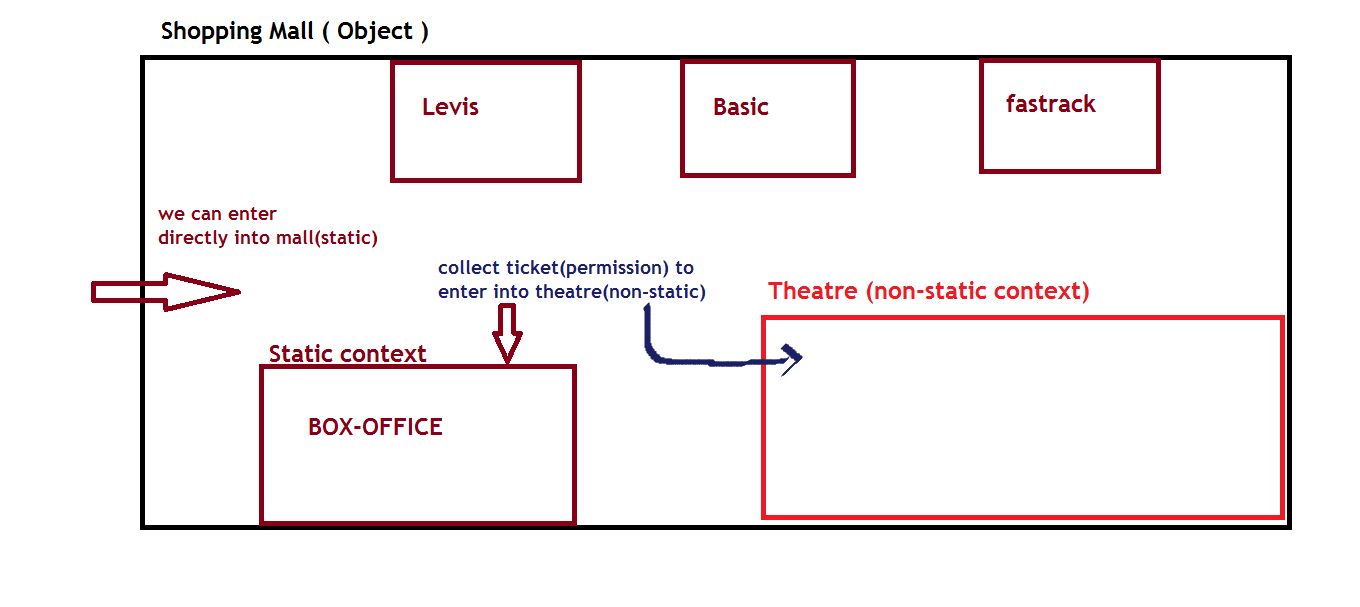 Shopping Mall ( Object )
Levis
Basic
fastrack
we can enter
directly into mall(static)
collect ticket(permission) to
enter into theatre(non-static)
Theatre (non-static context)
Static context
BOX-OFFICE